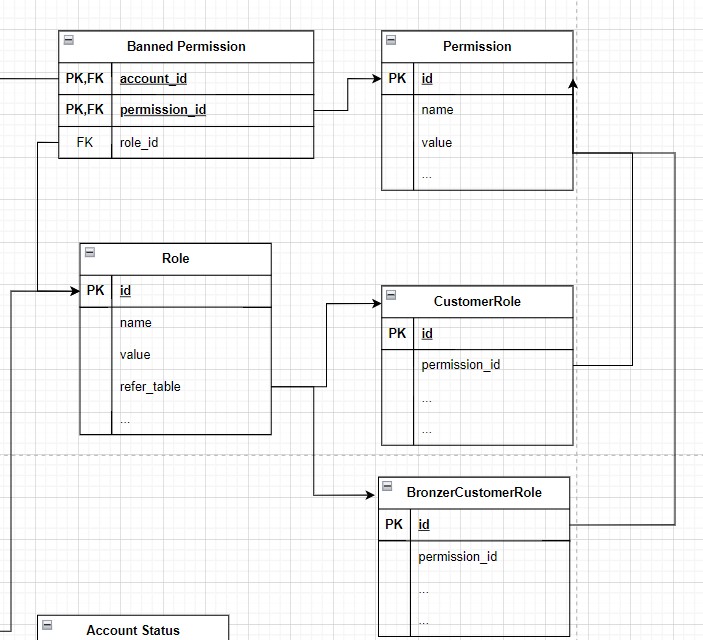 Banned Permission
PK,FK account_id
PK,FK permission_id
FK role_id
Permission
PK id
name
value
...
Role
PK id
name
value
refer_table
...
CustomerRole
PK id
permission_id
...
...
BronzerCustomerRole
PK id
permission_id
...
...
Account Status